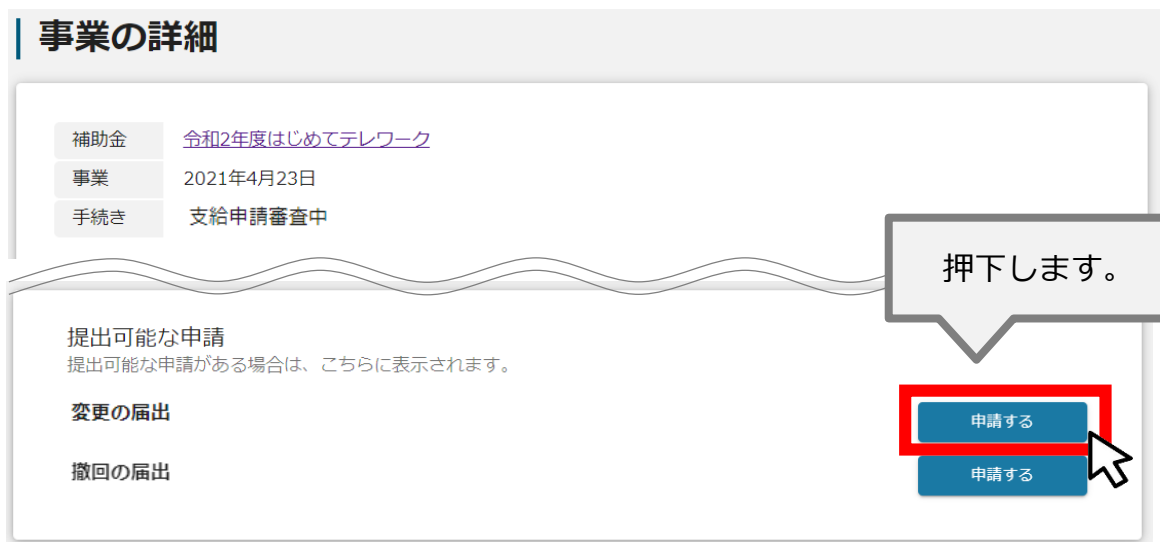 事業の詳細
補助金 令和2年度はじめてテレワーク
事業 2021年4月23日
手続き 支給申請審査中
押下します。
提出可能な申請
提出可能な申請がある場合は、こちらに表示されます。
変更の届出 申請する
撤回の届出 申請する